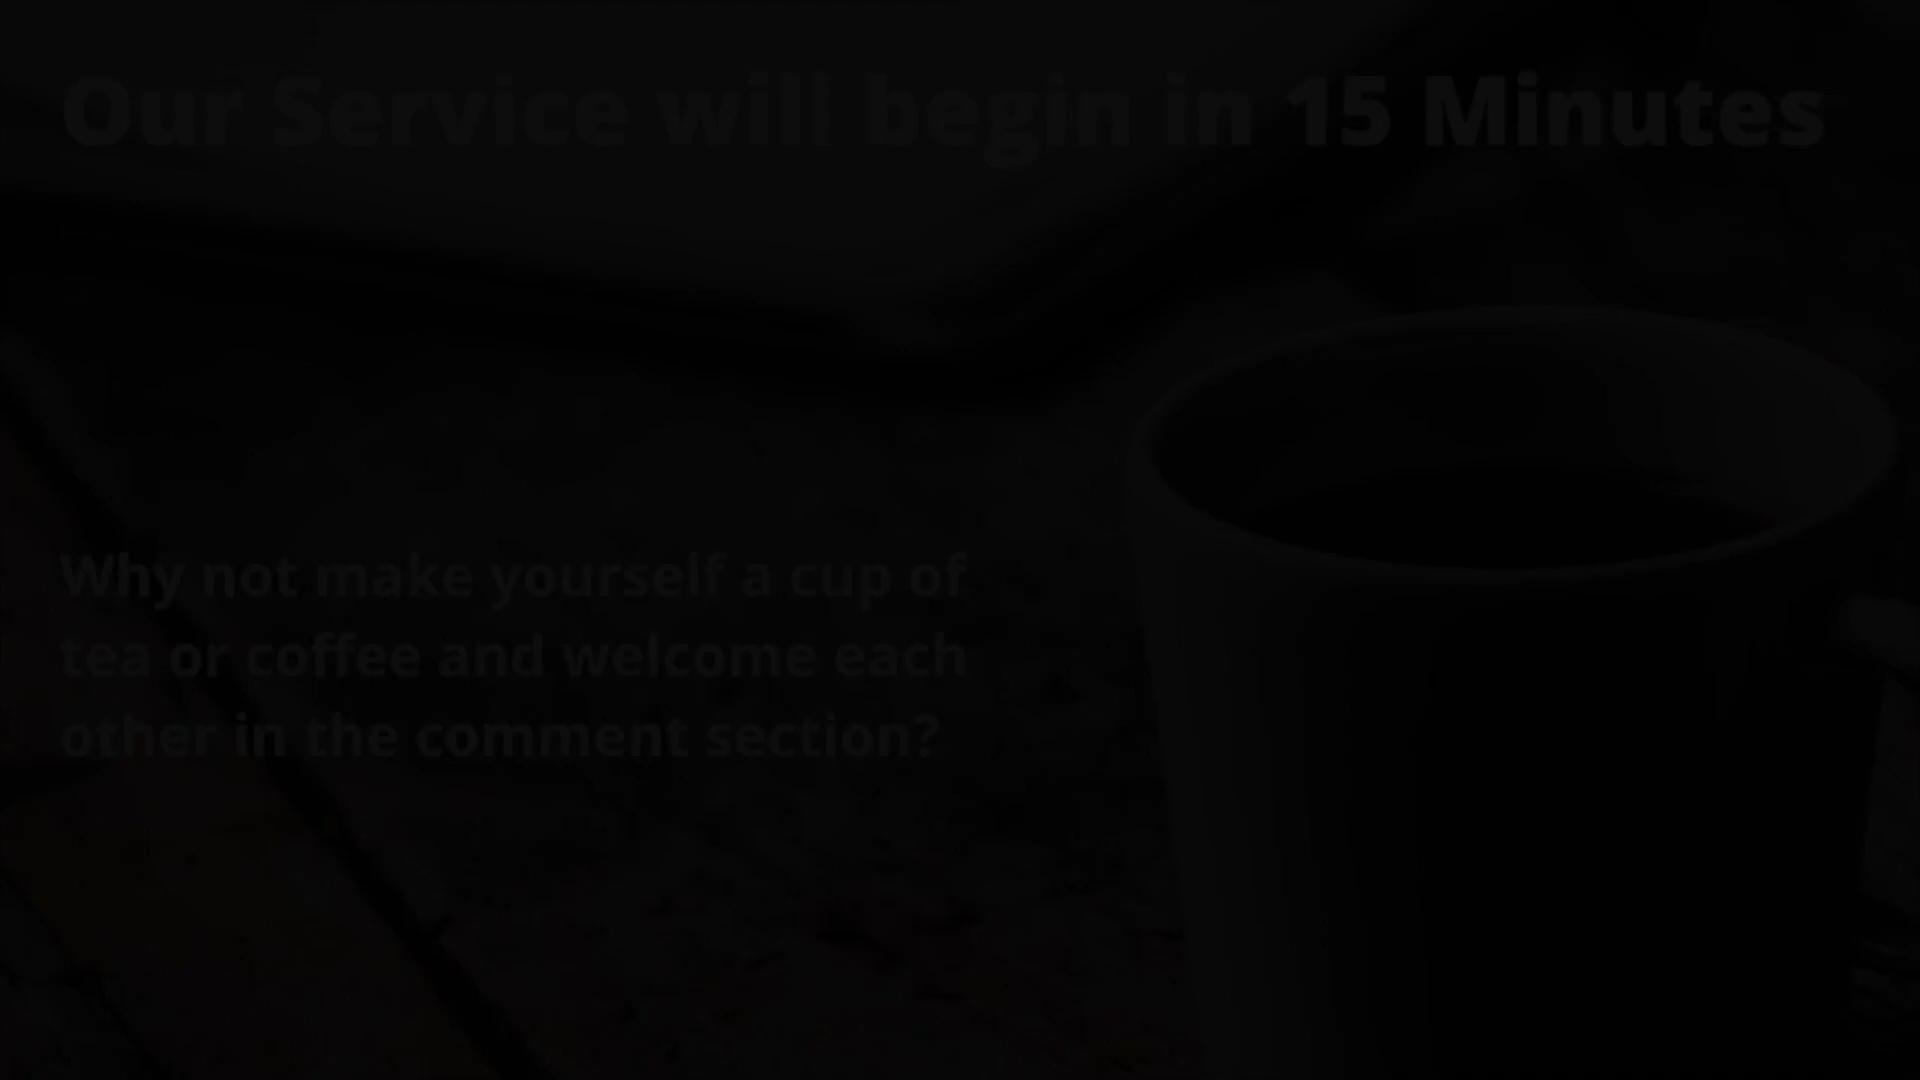 Our Service will begin in 15 Minutes
Why not make yourself a cup of
tea or coffee and welcome each
other in the comment section?